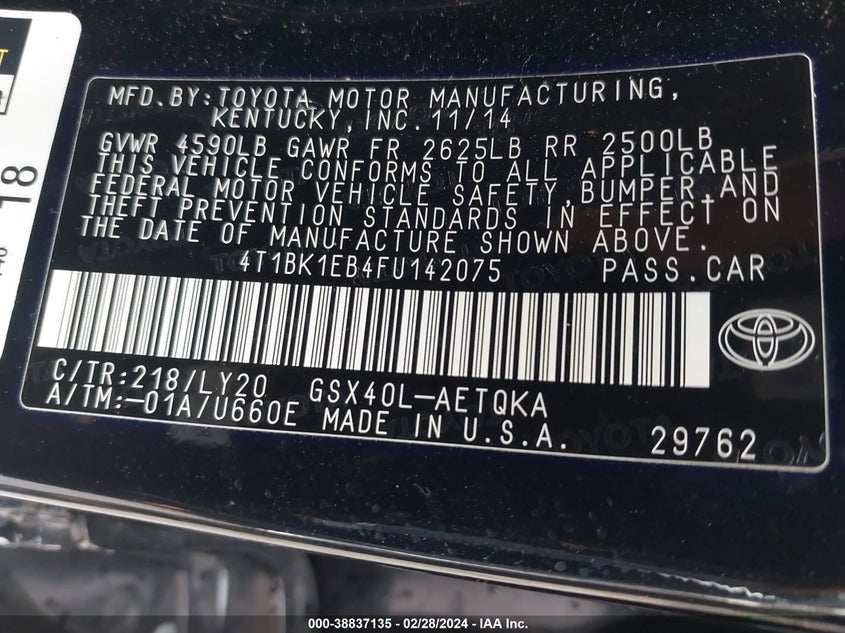 MFD.BY:TOYOTA MOTOR MANUFACTURING,
KENTUCKY, INC. 11/14
GVWR 4590LB GAWR FR 2625LB RR 2500LB
THIS VEHICLE CONFORMS TO ALL APPLICABLE
FEDERAL MOTOR VEHICLE SAFETY,BUMPER,AND
THEFT PREVENTION STANDARDS IN EFFECT ON
THE DATE OF MANUFACTURE SHOWN ABOVE.
4T1BK1EB4FU142075 PASS.CAR
C/TR:218/LY20 GSX40L-AETQKA
A/TM:-01A/U660E MADE IN U.S.A. 29762
18
000-38837135 - 02/28/2024 - IAA Inc.